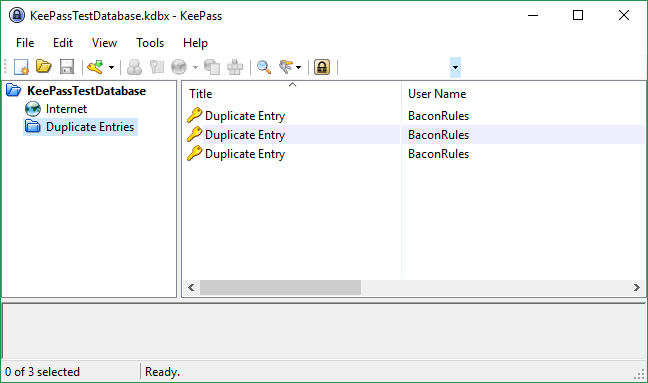 KeePassTestDatabase.kdbx - KeePass
File Edit View Tools Help
KeePassTestDatabase
Internet
Duplicate Entries
Title User Name
Duplicate Entry BaconRules
Duplicate Entry BaconRules
Duplicate Entry BaconRules
0 of 3 selected Ready.